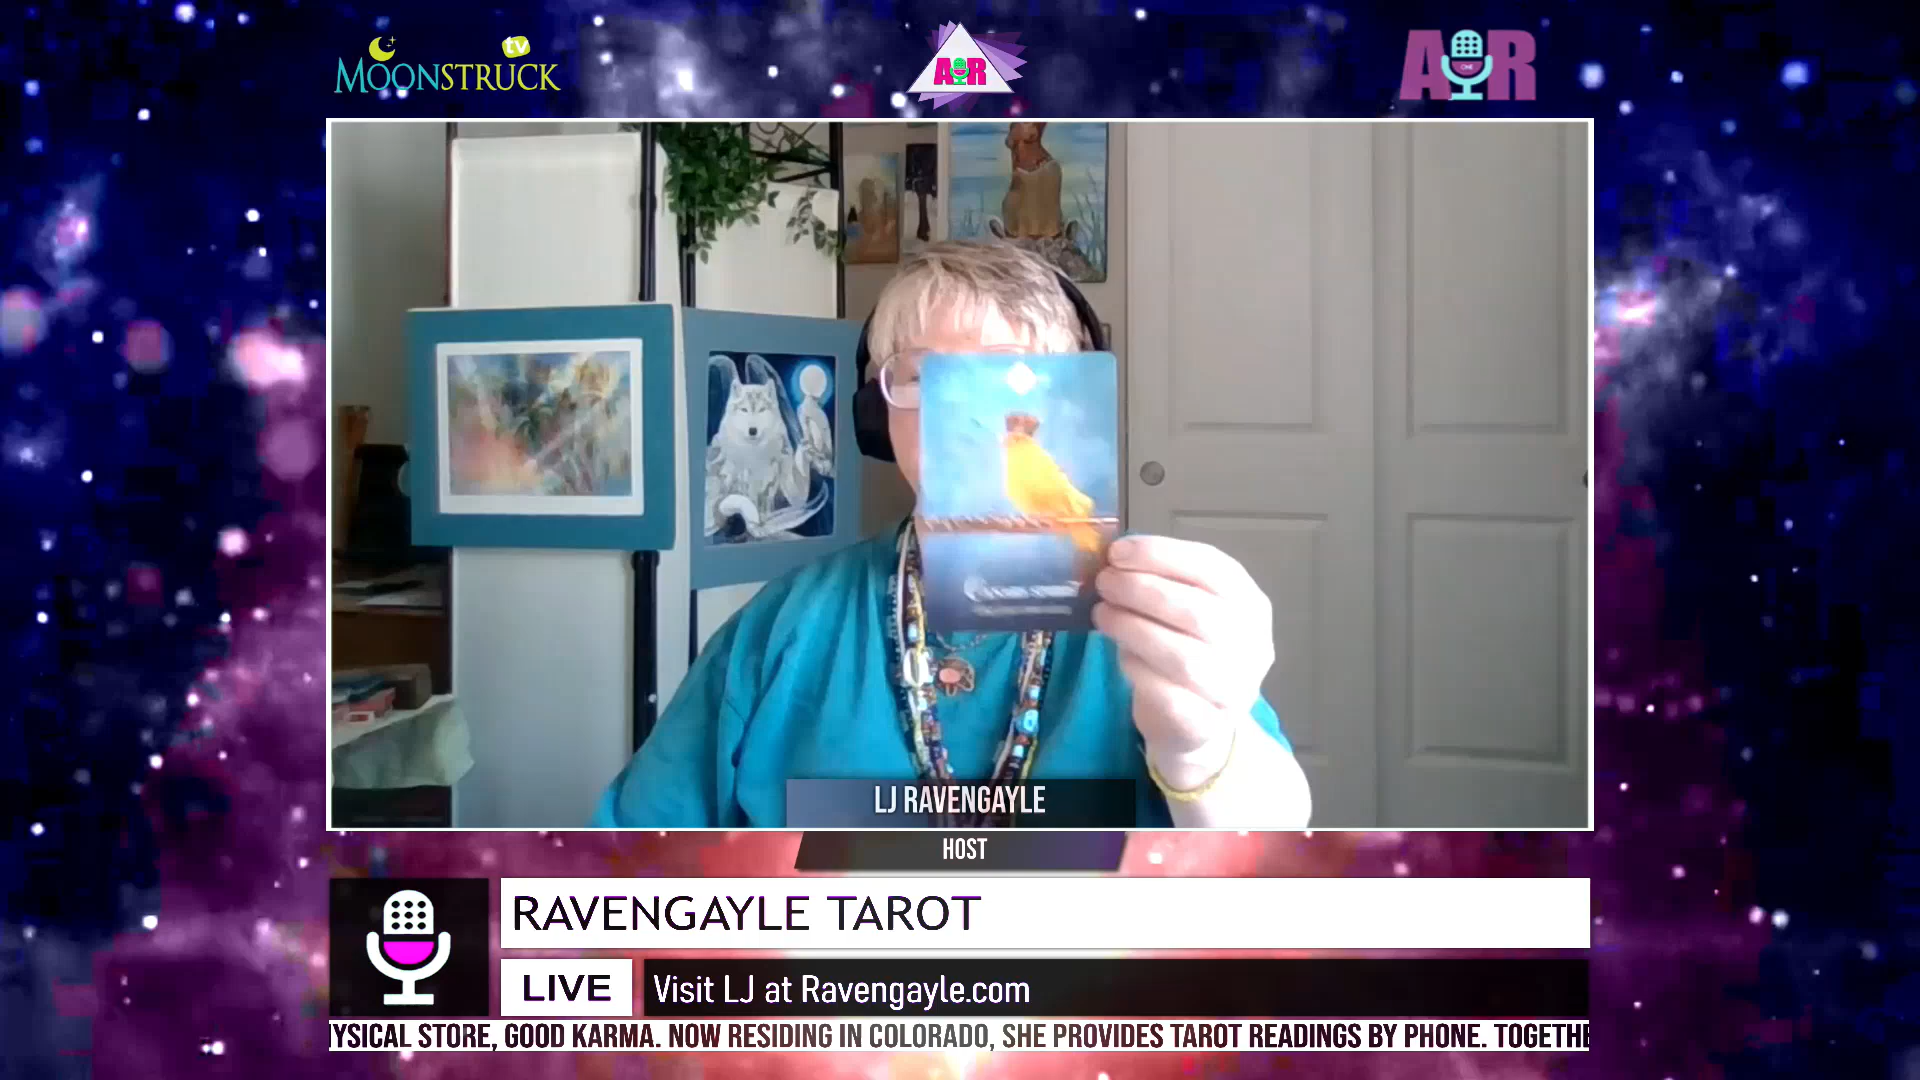 MOONSTRUCK tv
AIR
AIR
ONE
LJ RAVENGAYLE
HOST
RAVENGAYLE TAROT
LIVE
Visit LJ at Ravengayle.com
YSICAL STORE, GOOD KARMA. NOW RESIDING IN COLORADO, SHE PROVIDES TAROT READINGS BY PHONE. TOGETHE